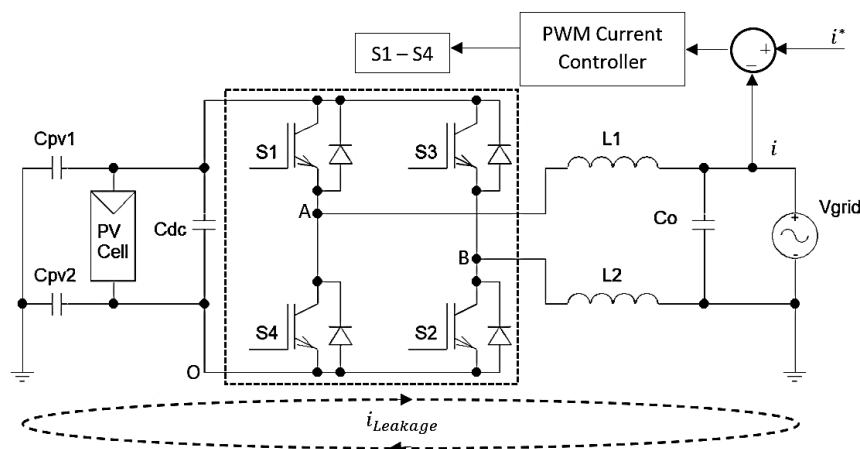 S1 – S4
PWM Current
Controller
+
−
i*
Cpv1
S1
S3
L1
i
A
PV
Cell
Cdc
Co
+
Vgrid
-
B
Cpv2
L2
S4
S2
O
i_Leakage